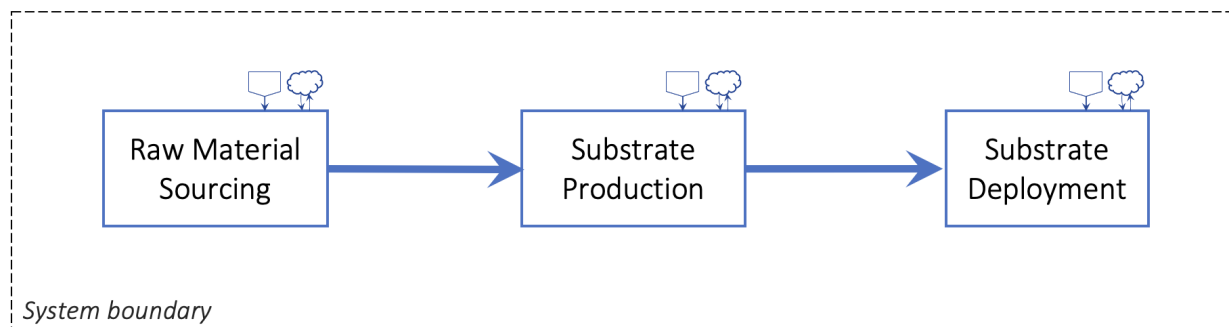 Raw Material
Sourcing
Substrate
Production
Substrate
Deployment
System boundary